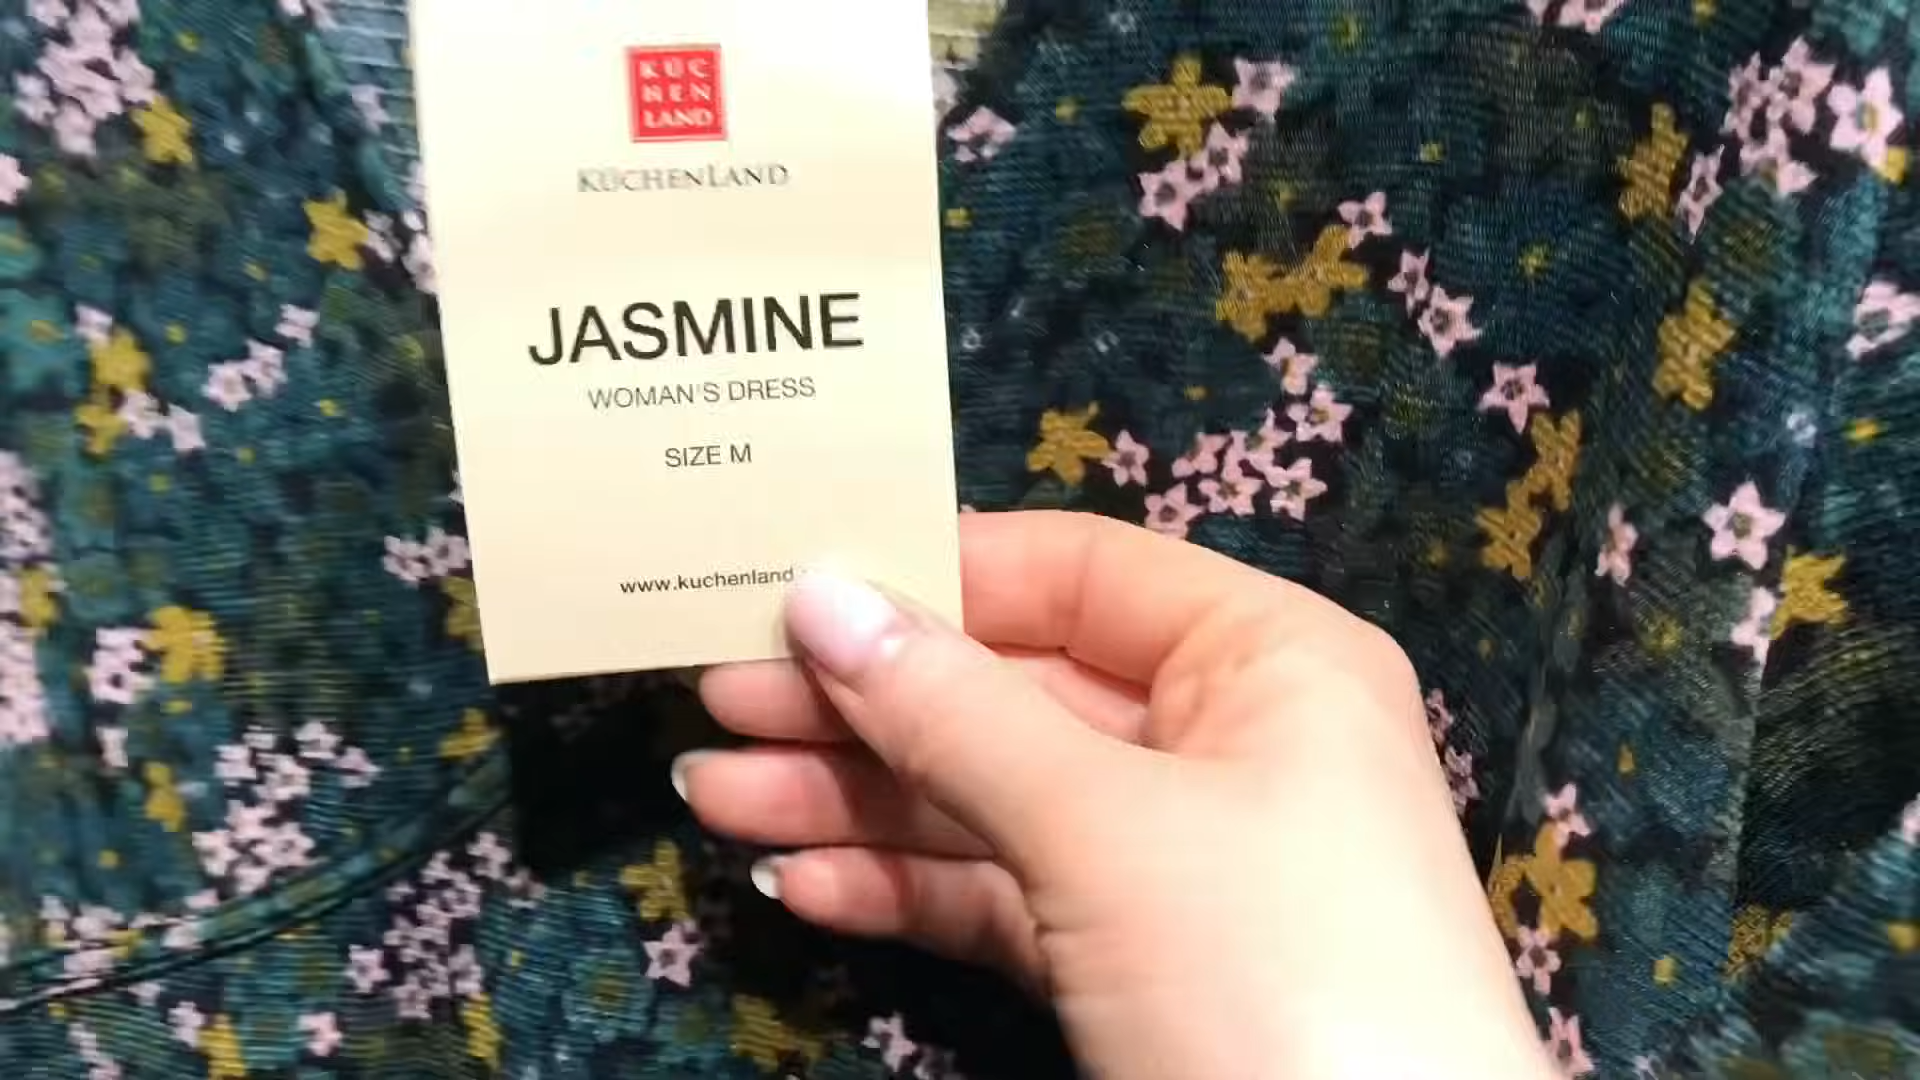 KÜC
HEN
LAND
KÜCHENLAND
JASMINE
WOMAN'S DRESS
SIZE M
www.kuchenland